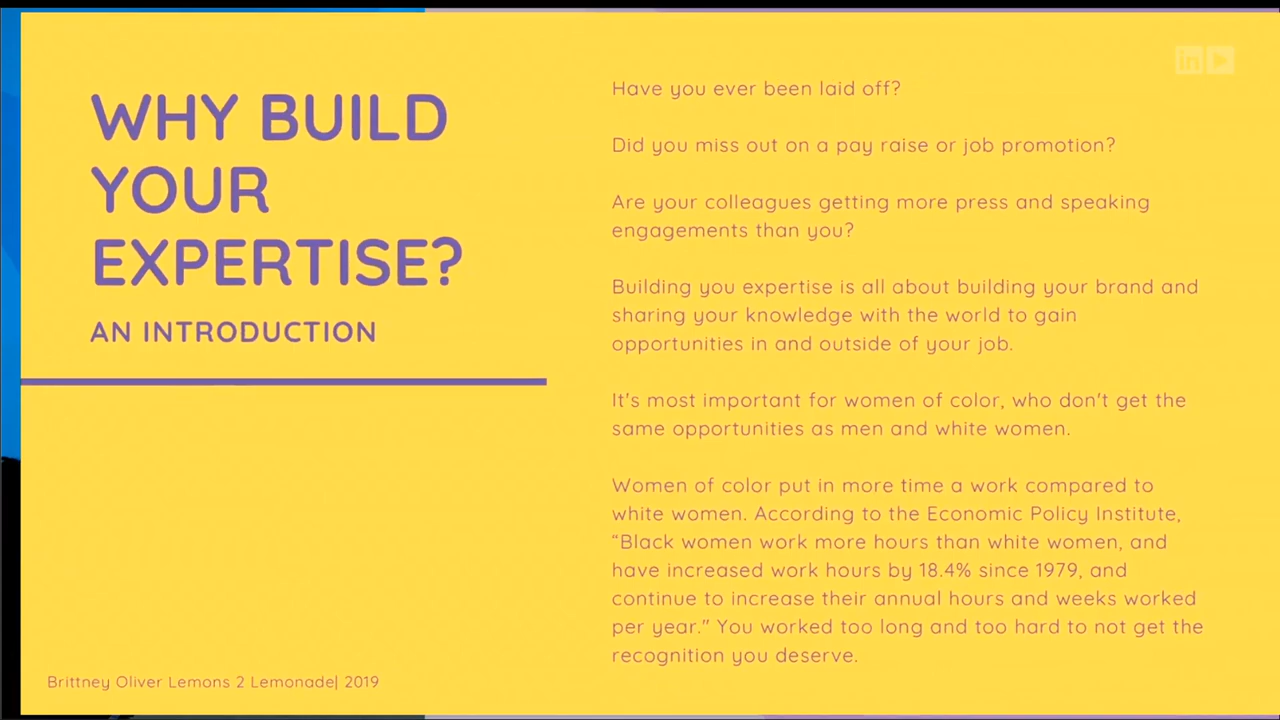 WHY BUILD
YOUR
EXPERTISE?
AN INTRODUCTION
Have you ever been laid off?
Did you miss out on a pay raise or job promotion?
Are your colleagues getting more press and speaking
engagements than you?
Building you expertise is all about building your brand and
sharing your knowledge with the world to gain
opportunities in and outside of your job.
It's most important for women of color, who don't get the
same opportunities as men and white women.
Women of color put in more time a work compared to
white women. According to the Economic Policy Institute,
“Black women work more hours than white women, and
have increased work hours by 18.4% since 1979, and
continue to increase their annual hours and weeks worked
per year." You worked too long and too hard to not get the
recognition you deserve.
Brittney Oliver Lemons 2 Lemonade| 2019
in